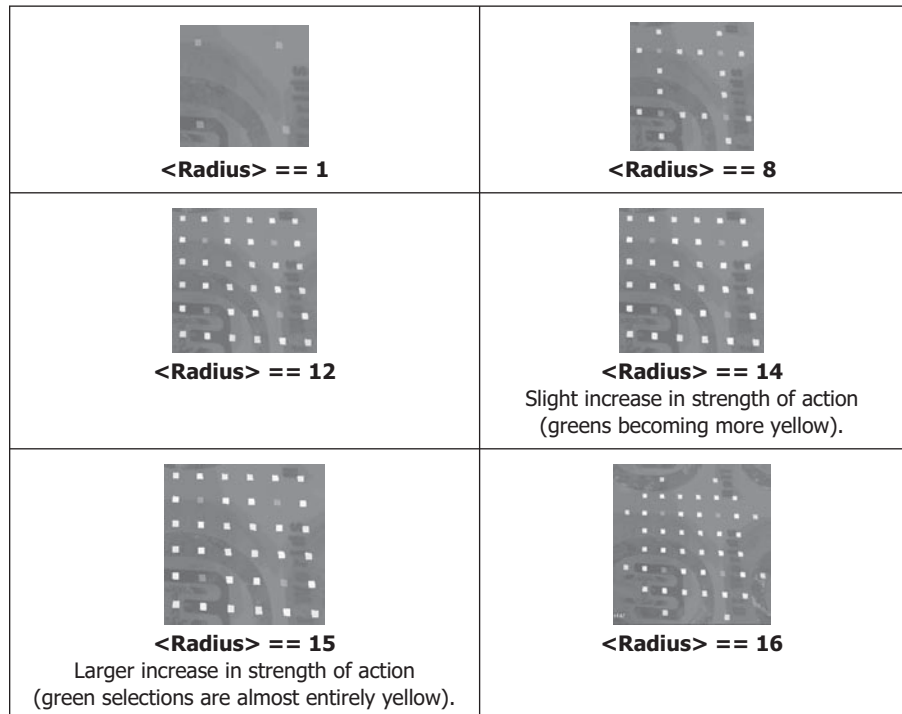 <Radius> == 1
<Radius> == 8
<Radius> == 12
<Radius> == 14
Slight increase in strength of action
(greens becoming more yellow).
<Radius> == 15
Larger increase in strength of action
(green selections are almost entirely yellow).
<Radius> == 16